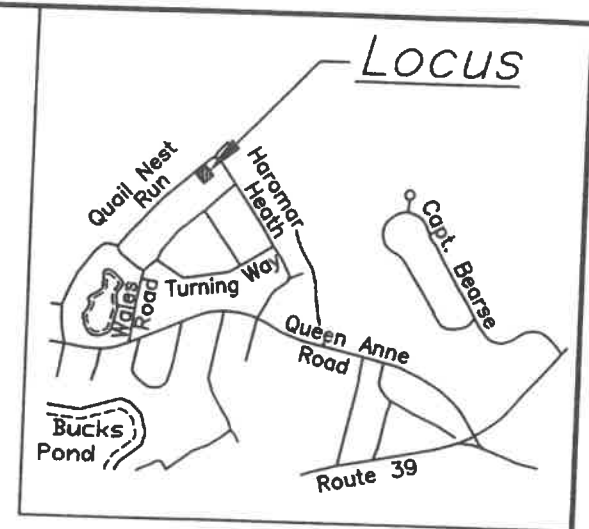 Locus
Quail Nest
Run
Haromar
Heath
Capt. Bearse
Wales
Road
Turning Way
Queen Anne
Road
Bucks
Pond
Route 39